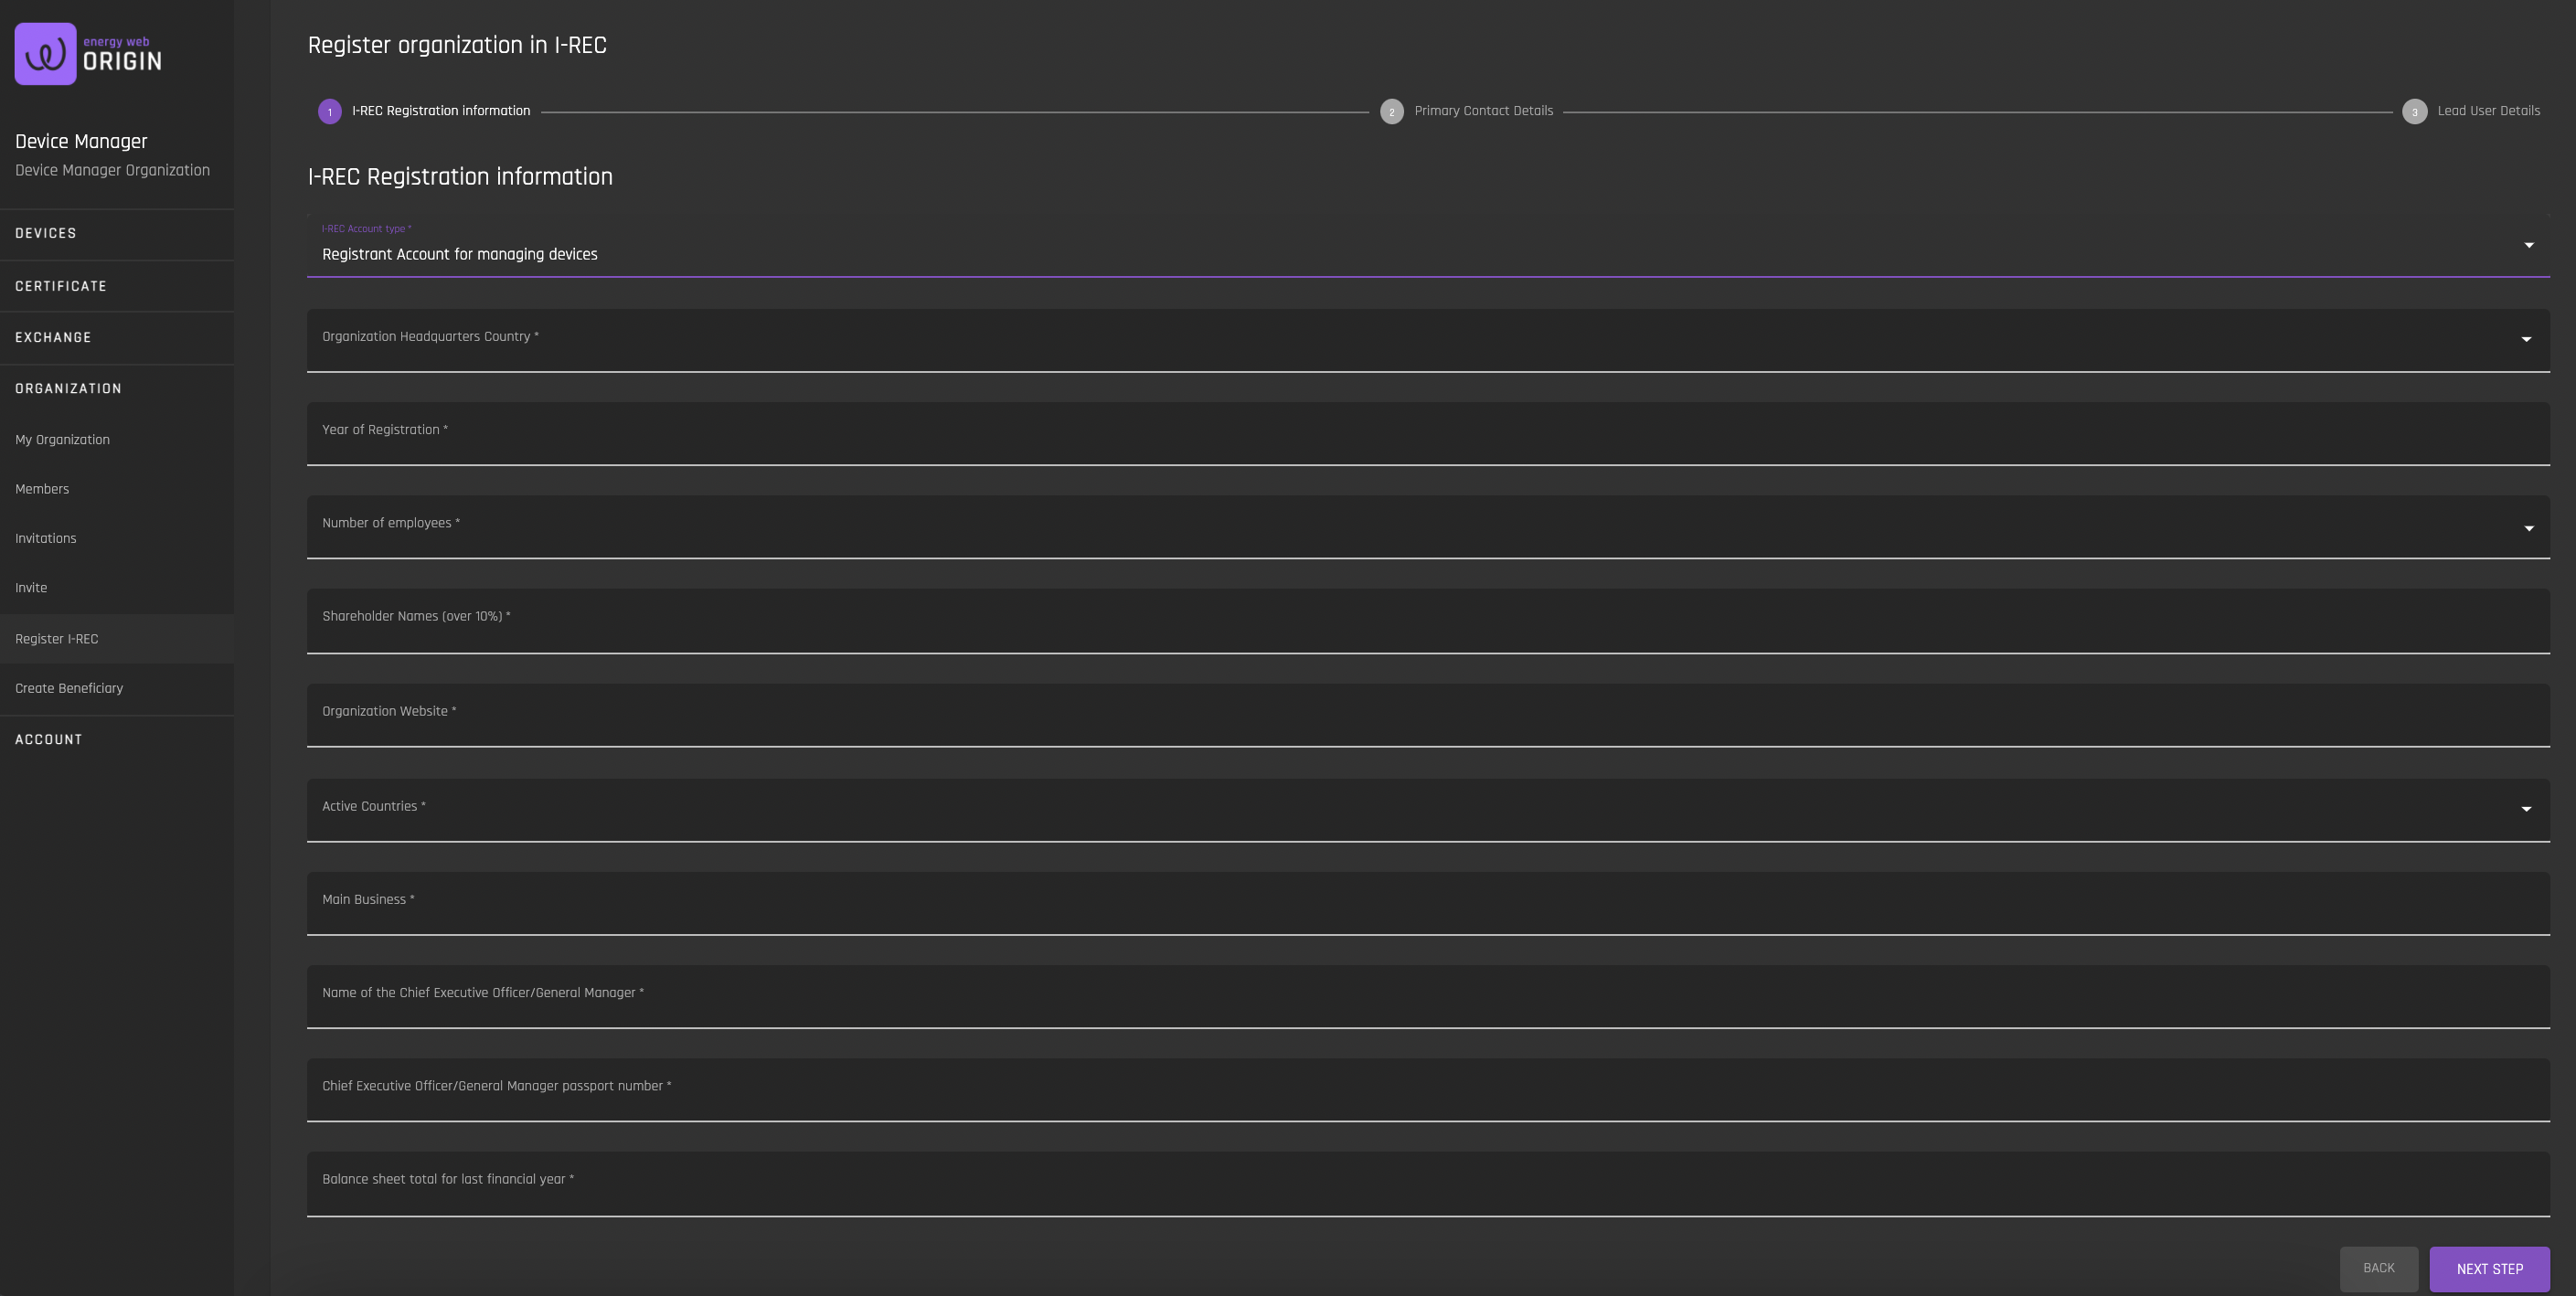 energy web
ORIGIN
Device Manager
Device Manager Organization
DEVICES
CERTIFICATE
EXCHANGE
ORGANIZATION
My Organization
Members
Invitations
Invite
Register I-REC
Create Beneficiary
ACCOUNT
Register organization in I-REC
1 I-REC Registration information 2 Primary Contact Details 3 Lead User Details
I-REC Registration information
I-REC Account type *
Registrant Account for managing devices
Organization Headquarters Country *
Year of Registration *
Number of employees *
Shareholder Names (over 10%) *
Organization Website *
Active Countries *
Main Business *
Name of the Chief Executive Officer/General Manager *
Chief Executive Officer/General Manager passport number *
Balance sheet total for last financial year *
BACK NEXT STEP